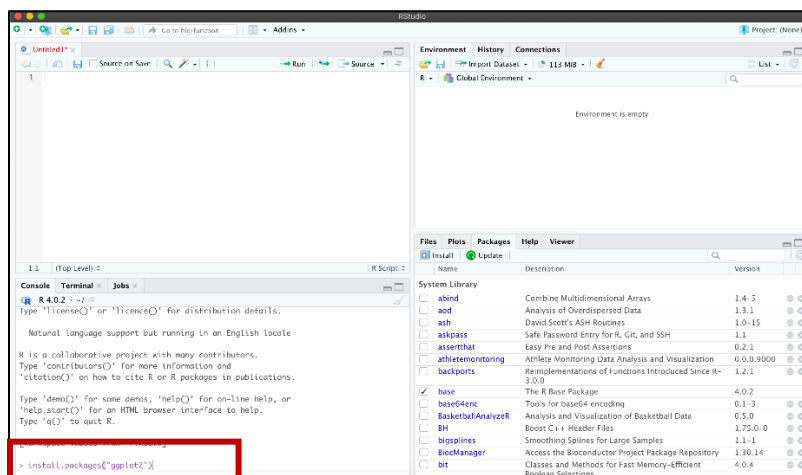 RStudio
Go to file/function
Addins
Project: (None)
Untitled1*
Source on Save
Run
Source
1
1:1 (Top Level)
R Script
Environment History Connections
Import Dataset
113 MiB
List
R
Global Environment
Environment is empty
Console Terminal Jobs
R 4.0.2 · ~/
Type 'license()' or 'licence()' for distribution details.
Natural language support but running in an English locale
R is a collaborative project with many contributors.
Type 'contributors()' for more information and
'citation()' on how to cite R or R packages in publications.
Type 'demo()' for some demos, 'help()' for on-line help, or
'help.start()' for an HTML browser interface to help.
Type 'q()' to quit R.
> install.packages("ggplot2")
Files Plots Packages Help Viewer
Install Update
Name Description Version
System Library
abind Combine Multidimensional Arrays 1.4-5
aod Analysis of Overdispersed Data 1.3.1
ash David Scott's ASH Routines 1.0-15
askpass Safe Password Entry for R, Git, and SSH 1.1
assertthat Easy Pre and Post Assertions 0.2.1
athletemonitoring Athlete Monitoring Data Analysis and Visualization 0.0.0.9000
backports Reimplementations of Functions Introduced Since R- 1.2.1
3.0.0
base The R Base Package 4.0.2
base64enc Tools for base64 encoding 0.1-3
BasketballAnalyzeR Analysis and Visualization of Basketball Data 0.5.0
BH Boost C++ Header Files 1.75.0-0
bigsplines Smoothing Splines for Large Samples 1.1-1
BiocManager Access the Bioconductor Project Package Repository 1.30.14
bit Classes and Methods for Fast Memory-Efficient 4.0.4
Boolean Selections